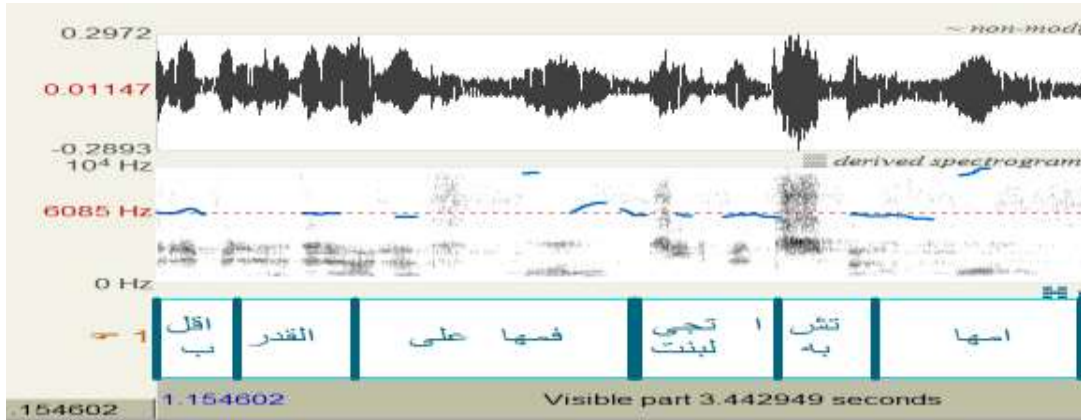 0.2972
~ non-modu
0.01147
-0.2893
10⁴ Hz
derived spectrogram
6085 Hz
0 Hz
1
اقل
ب
القدر
فسها على
ا تجي
لبنت
تش
به
اسها
.154602
1.154602
Visible part 3.442949 seconds